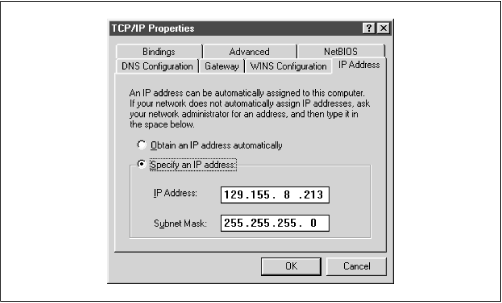 TCP/IP Properties
Bindings Advanced NetBIOS
DNS Configuration Gateway WINS Configuration IP Address
An IP address can be automatically assigned to this computer.
If your network does not automatically assign IP addresses, ask
your network administrator for an address, and then type it in
the space below.
Obtain an IP address automatically
Specify an IP address:
IP Address: 129.155. 8 .213
Subnet Mask: 255.255.255. 0
OK Cancel